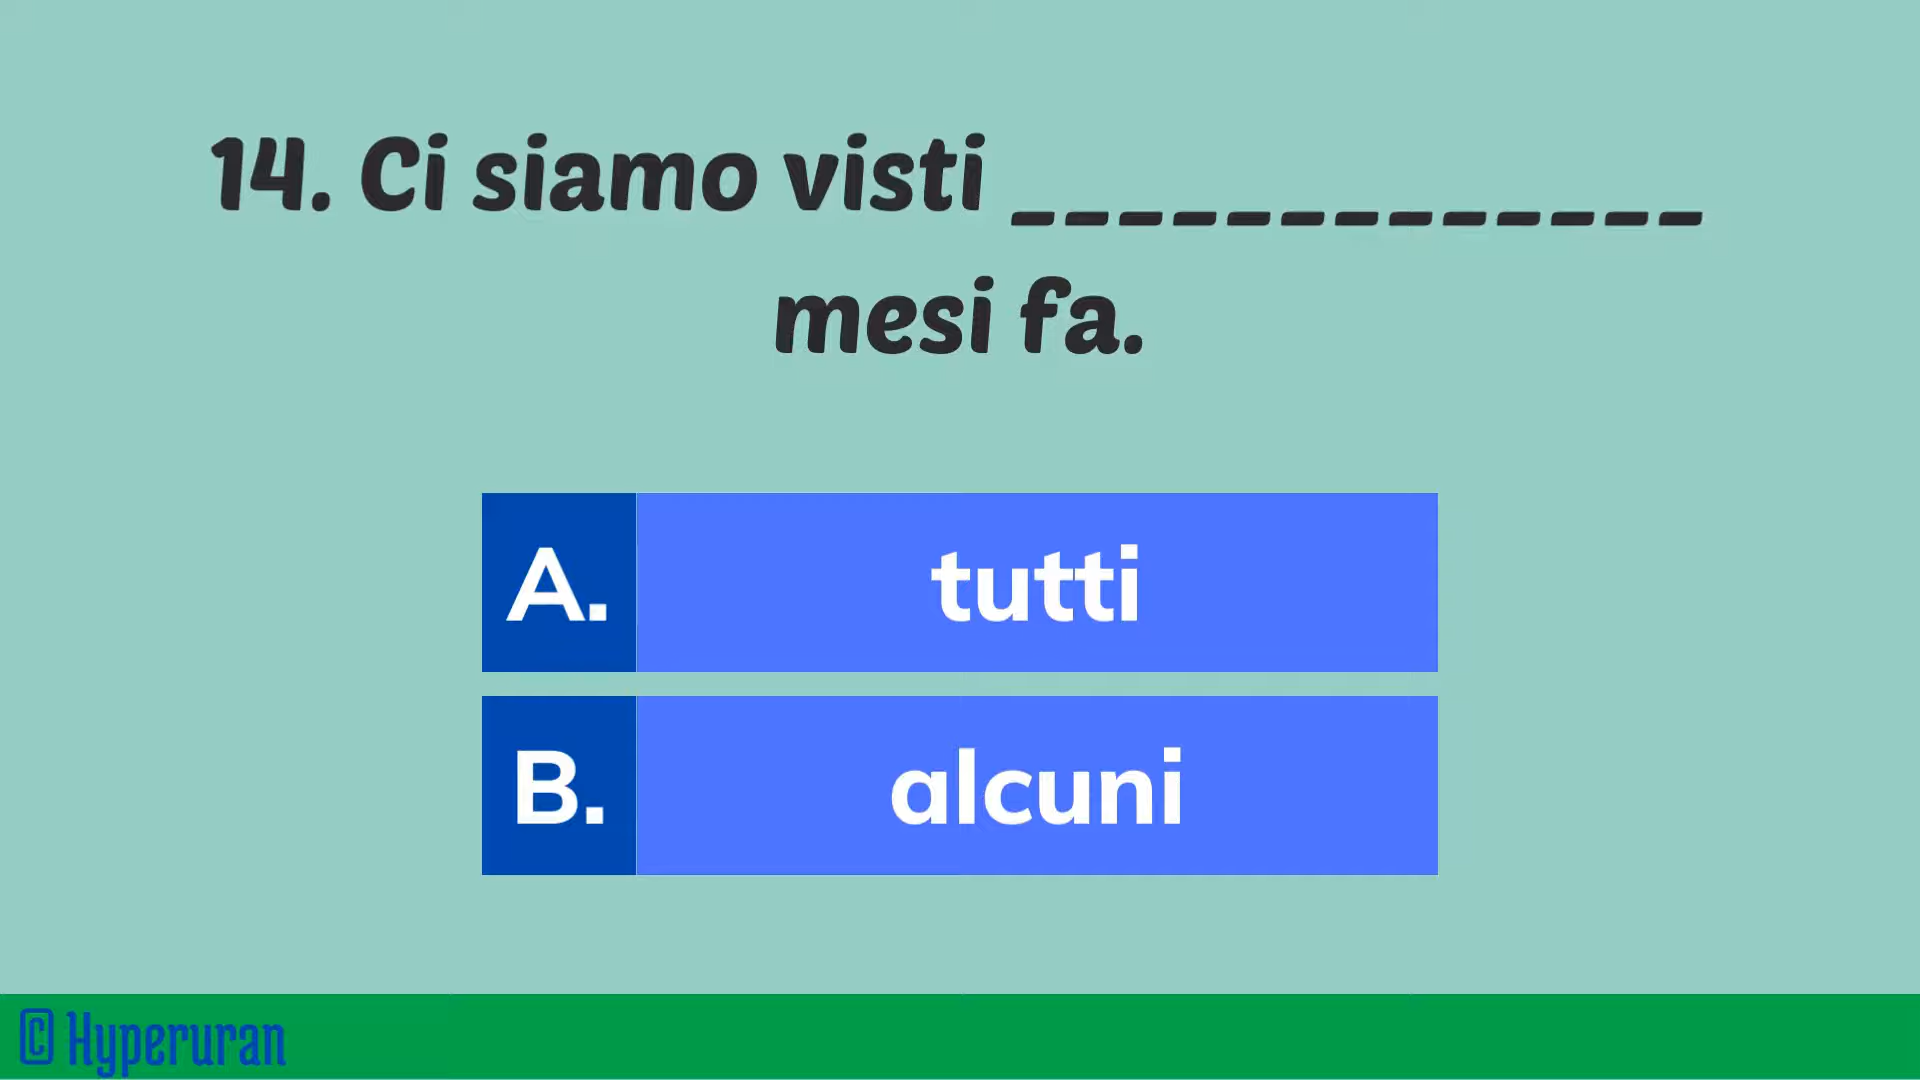 14. Ci siamo visti _____________
mesi fa.
A. tutti
B. alcuni
© Hyperuran